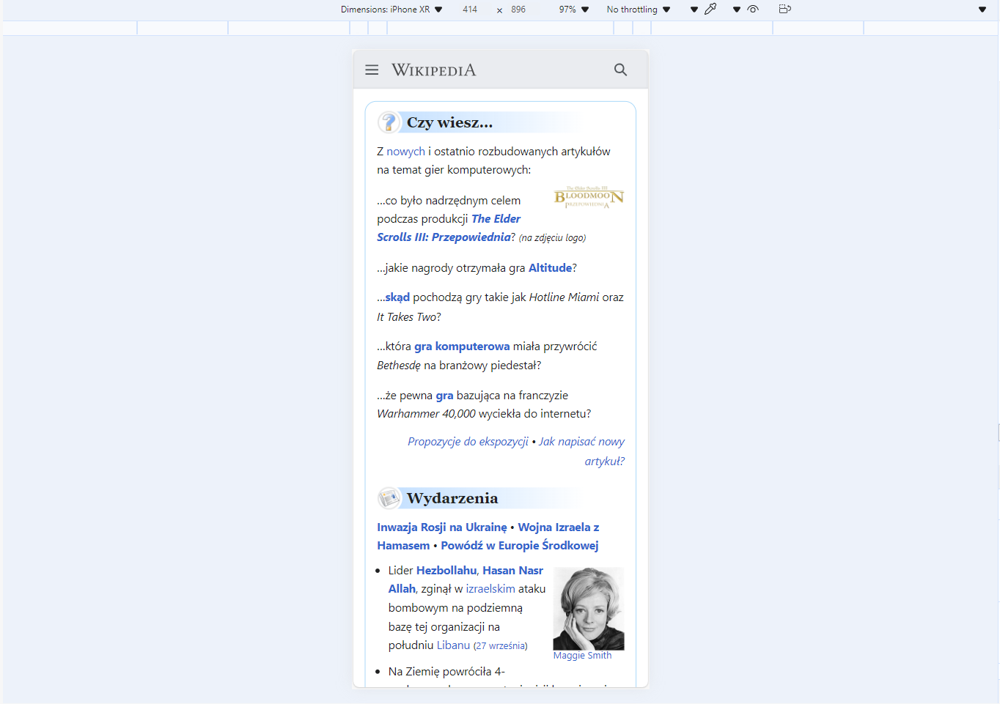 Dimensions: iPhone XR 414 × 896 97% No throttling
WIKIPEDIA
Czy wiesz...
Z nowych i ostatnio rozbudowanych artykułów
na temat gier komputerowych:
The Elder Scrolls III
BLOODMOON
PRZEPOWIEDNIA
...co było nadrzędnym celem
podczas produkcji The Elder
Scrolls III: Przepowiednia? (na zdjęciu logo)
...jakie nagrody otrzymała gra Altitude?
...skąd pochodzą gry takie jak Hotline Miami oraz
It Takes Two?
...która gra komputerowa miała przywrócić
Bethesdę na branżowy piedestał?
...że pewna gra bazująca na franczyzie
Warhammer 40,000 wyciekła do internetu?
Propozycje do ekspozycji • Jak napisać nowy
artykuł?
Wydarzenia
Inwazja Rosji na Ukrainę • Wojna Izraela z
Hamasem • Powódź w Europie Środkowej
• Lider Hezbollahu, Hasan Nasr
Allah, zginął w izraelskim ataku
bombowym na podziemną
bazę tej organizacji na
południu Libanu (27 września)
Maggie Smith
• Na Ziemię powróciła 4-